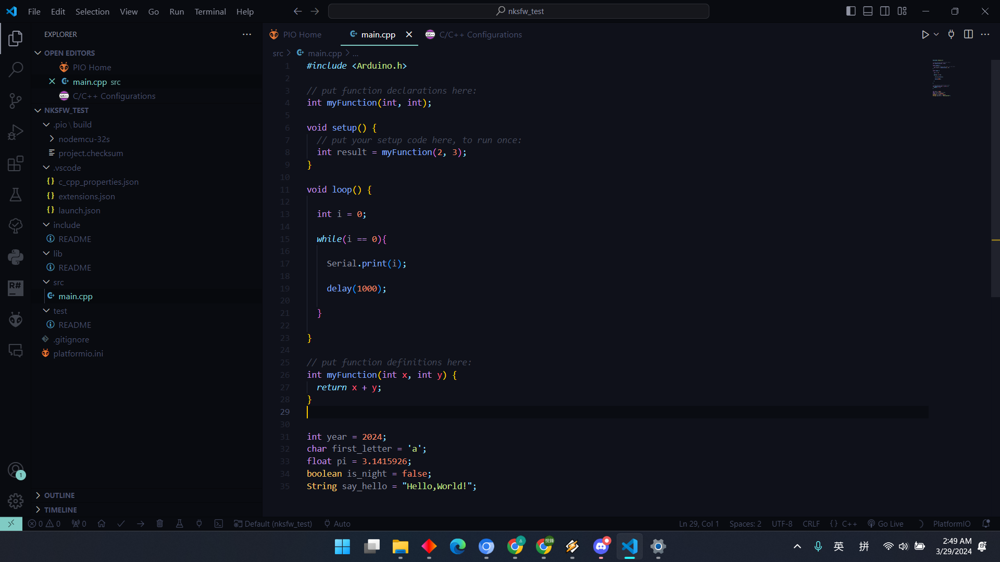 File Edit Selection View Go Run Terminal Help
nksfw_test
EXPLORER
OPEN EDITORS
PIO Home
main.cpp src
C/C++ Configurations
NKSFW_TEST
.pio\build
nodemcu-32s
project.checksum
.vscode
c_cpp_properties.json
extensions.json
launch.json
include
README
lib
README
src
main.cpp
test
README
.gitignore
platformio.ini
OUTLINE
TIMELINE
R#
1
PIO Home main.cpp C/C++ Configurations
src > main.cpp > ...
1 #include <Arduino.h>
2
3 // put function declarations here:
4 int myFunction(int, int);
5
6 void setup() {
7 // put your setup code here, to run once:
8 int result = myFunction(2, 3);
9 }
10
11 void loop() {
12
13 int i = 0;
14
15 while(i == 0){
16
17 Serial.print(i);
18
19 delay(1000);
20
21 }
22
23 }
24
25 // put function definitions here:
26 int myFunction(int x, int y) {
27 return x + y;
28 }
29
30
31 int year = 2024;
32 char first_letter = 'a';
33 float pi = 3.1415926;
34 boolean is_night = false;
35 String say_hello = "Hello,World!";
0 0 0 Default (nksfw_test) Auto Ln 29, Col 1 Spaces: 2 UTF-8 CRLF {} C++ Go Live PlatformIO
英 拼 2:49 AM
3/29/2024